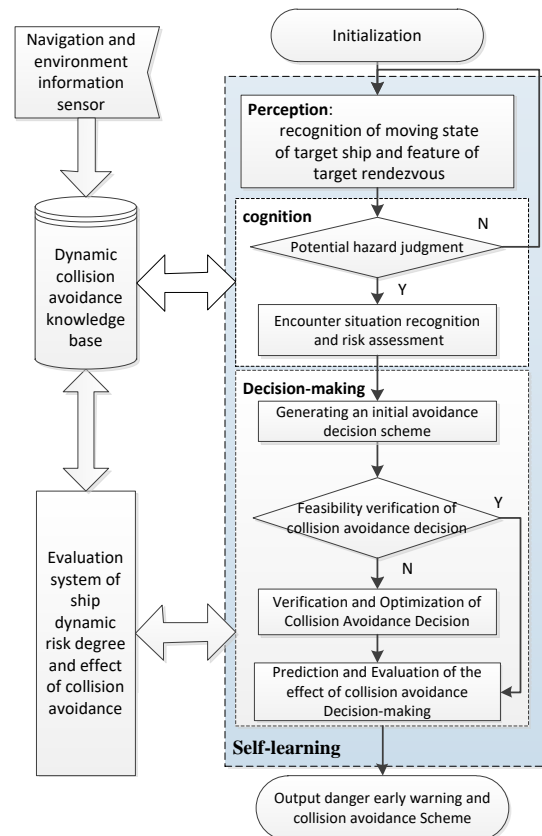 Navigation and
environment
information
sensor
Dynamic
collision
avoidance
knowledge
base
Evaluation
system of
ship
dynamic
risk degree
and effect
of collision
avoidance
Initialization
Perception:
recognition of moving state
of target ship and feature of
target rendezvous
cognition
N
Potential hazard judgment
Y
Encounter situation recognition
and risk assessment
Decision-making
Generating an initial avoidance
decision scheme
Feasibility verification of
collision avoidance decision
Y
N
Verification and Optimization of
Collision Avoidance Decision
Prediction and Evaluation of the
effect of collision avoidance
Decision-making
Self-learning
Output danger early warning and
collision avoidance Scheme